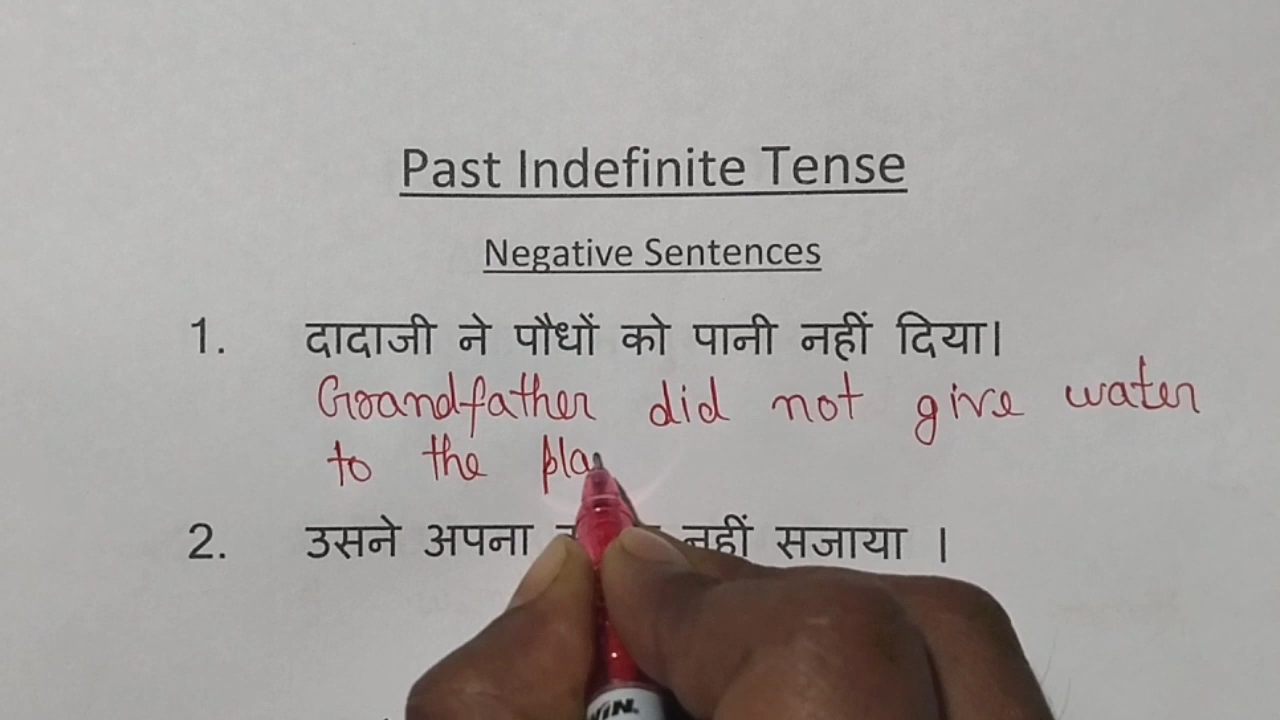 Past Indefinite Tense
Negative Sentences
1. दादाजी ने पौधों को पानी नहीं दिया।
Grandfather did not give water
to the pla
2. उसने अपना नहीं सजाया ।